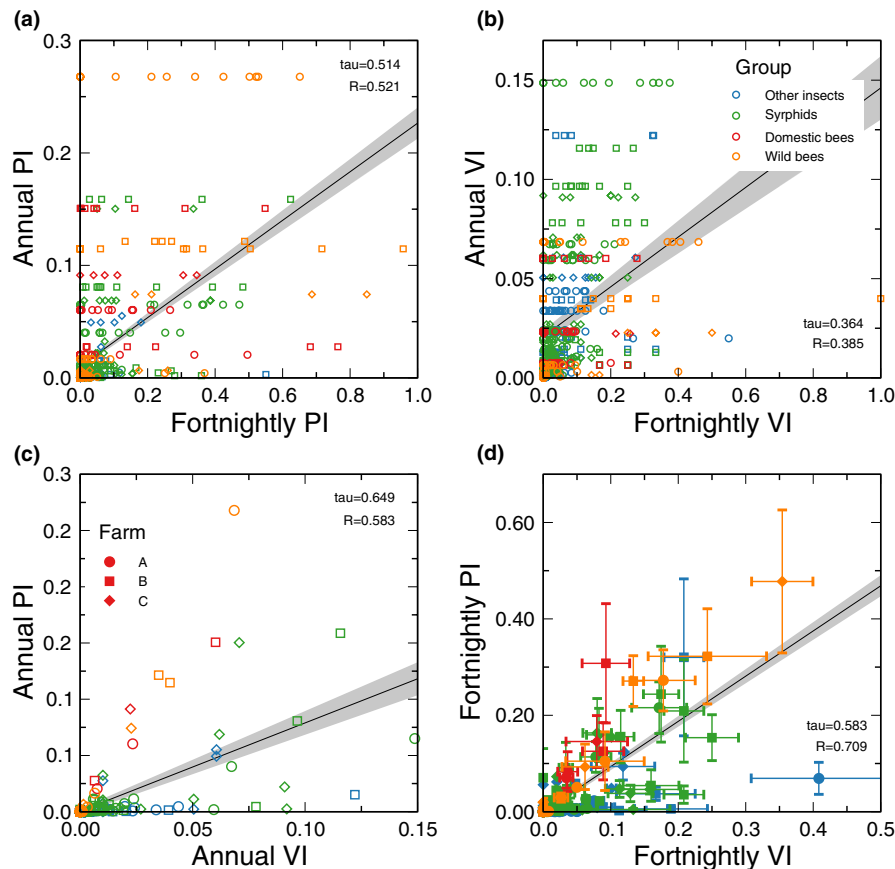 (a)
0.3
0.2
0.1
0.0
Annual PI
0.0 0.2 0.4 0.6 0.8 1.0
Fortnightly PI
tau=0.514
R=0.521
(b)
0.15
0.10
0.05
0.00
Annual VI
0.0 0.2 0.4 0.6 0.8 1.0
Fortnightly VI
Group
Other insects
Syrphids
Domestic bees
Wild bees
tau=0.364
R=0.385
(c)
0.3
0.2
0.2
0.2
0.1
0.1
0.0
Annual PI
0.00 0.05 0.10 0.15
Annual VI
tau=0.649
R=0.583
Farm
A
B
C
(d)
0.60
0.40
0.20
0.00
Fortnightly PI
0.0 0.1 0.2 0.3 0.4 0.5
Fortnightly VI
tau=0.583
R=0.709